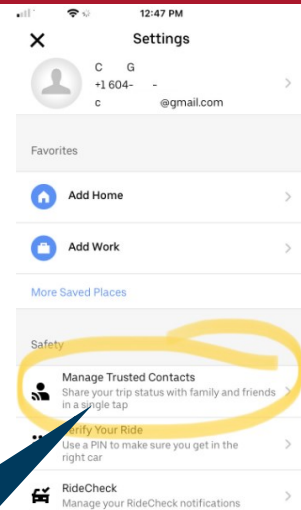 12:47 PM
Settings
C G
+1 604- -
c @gmail.com
Favorites
Add Home
Add Work
More Saved Places
Safety
Manage Trusted Contacts
Share your trip status with family and friends
in a single tap
Verify Your Ride
Use a PIN to make sure you get in the
right car
RideCheck
Manage your RideCheck notifications